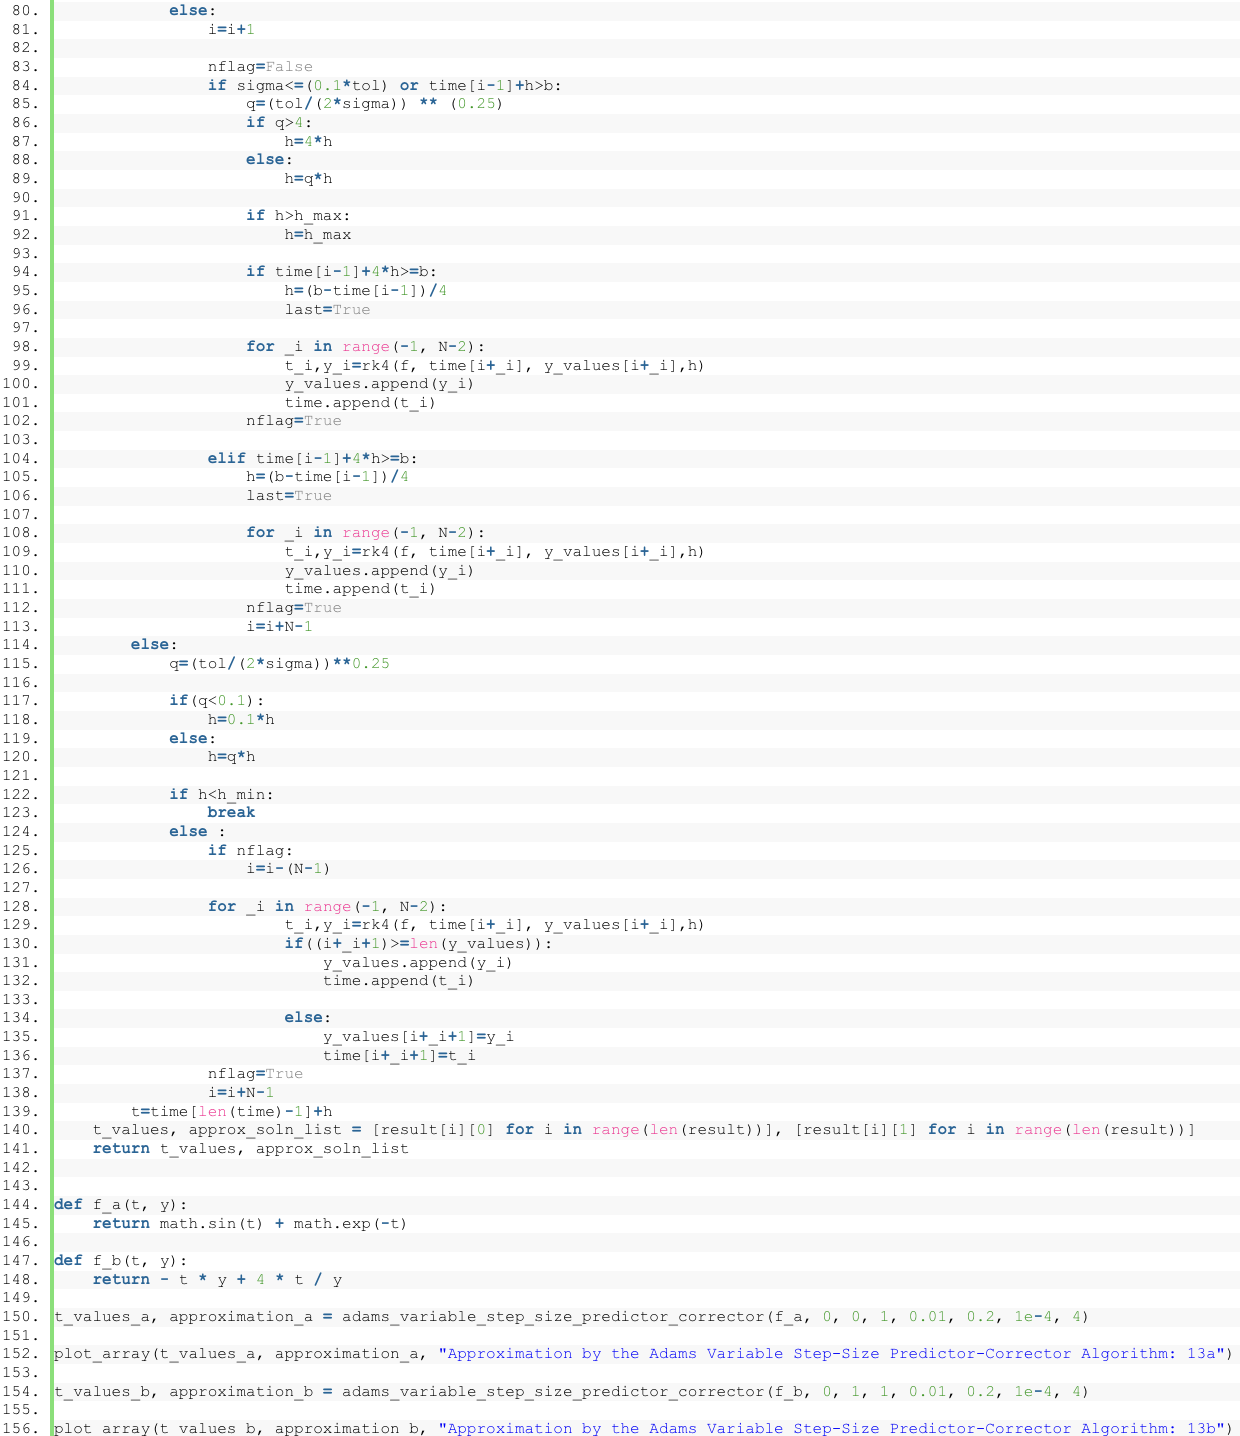 80.             else:
81.                 i=i+1
82.
83.                 nflag=False
84.                 if sigma<=(0.1*tol) or time[i-1]+h>b:
85.                     q=(tol/(2*sigma)) ** (0.25)
86.                     if q>4:
87.                         h=4*h
88.                     else:
89.                         h=q*h
90.
91.                     if h>h_max:
92.                         h=h_max
93.
94.                     if time[i-1]+4*h>=b:
95.                         h=(b-time[i-1])/4
96.                         last=True
97.
98.                     for _i in range(-1, N-2):
99.                         t_i,y_i=rk4(f, time[i+_i], y_values[i+_i],h)
100.                         y_values.append(y_i)
101.                         time.append(t_i)
102.                     nflag=True
103.
104.                 elif time[i-1]+4*h>=b:
105.                     h=(b-time[i-1])/4
106.                     last=True
107.
108.                     for _i in range(-1, N-2):
109.                         t_i,y_i=rk4(f, time[i+_i], y_values[i+_i],h)
110.                         y_values.append(y_i)
111.                         time.append(t_i)
112.                     nflag=True
113.                     i=i+N-1
114.         else:
115.             q=(tol/(2*sigma))**0.25
116.
117.             if(q<0.1):
118.                 h=0.1*h
119.             else:
120.                 h=q*h
121.
122.             if h<h_min:
123.                 break
124.             else :
125.                 if nflag:
126.                     i=i-(N-1)
127.
128.                 for _i in range(-1, N-2):
129.                         t_i,y_i=rk4(f, time[i+_i], y_values[i+_i],h)
130.                         if((i+_i+1)>=len(y_values)):
131.                             y_values.append(y_i)
132.                             time.append(t_i)
133.
134.                         else:
135.                             y_values[i+_i+1]=y_i
136.                             time[i+_i+1]=t_i
137.                 nflag=True
138.                 i=i+N-1
139.         t=time[len(time)-1]+h
140.     t_values, approx_soln_list = [result[i][0] for i in range(len(result))], [result[i][1] for i in range(len(result))]
141.     return t_values, approx_soln_list
142.
143.
144. def f_a(t, y):
145.     return math.sin(t) + math.exp(-t)
146.
147. def f_b(t, y):
148.     return - t * y + 4 * t / y
149.
150. t_values_a, approximation_a = adams_variable_step_size_predictor_corrector(f_a, 0, 0, 1, 0.01, 0.2, 1e-4, 4)
151.
152. plot_array(t_values_a, approximation_a, "Approximation by the Adams Variable Step-Size Predictor-Corrector Algorithm: 13a")
153.
154. t_values_b, approximation_b = adams_variable_step_size_predictor_corrector(f_b, 0, 1, 1, 0.01, 0.2, 1e-4, 4)
155.
156. plot_array(t_values_b, approximation_b, "Approximation by the Adams Variable Step-Size Predictor-Corrector Algorithm: 13b")